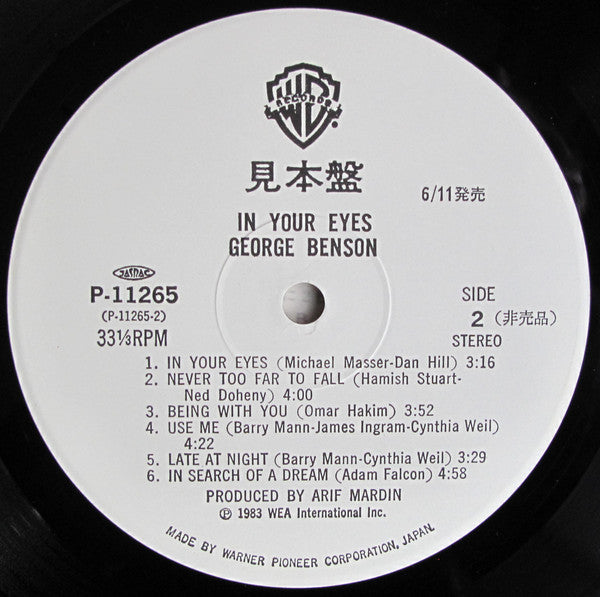 RECORDS
WB
見本盤
6/11発売
IN YOUR EYES
GEORGE BENSON
JASRAC
P-11265
(P-11265-2)
33⅓RPM
SIDE
2 (非売品)
STEREO
1. IN YOUR EYES (Michael Masser-Dan Hill) 3:16
2. NEVER TOO FAR TO FALL (Hamish Stuart-
Ned Doheny) 4:00
3. BEING WITH YOU (Omar Hakim) 3:52
4. USE ME (Barry Mann-James Ingram-Cynthia Weil)
4:22
5. LATE AT NIGHT (Barry Mann-Cynthia Weil) 3:29
6. IN SEARCH OF A DREAM (Adam Falcon) 4:58
PRODUCED BY ARIF MARDIN
℗ 1983 WEA International Inc.
MADE BY WARNER PIONEER CORPORATION, JAPAN.